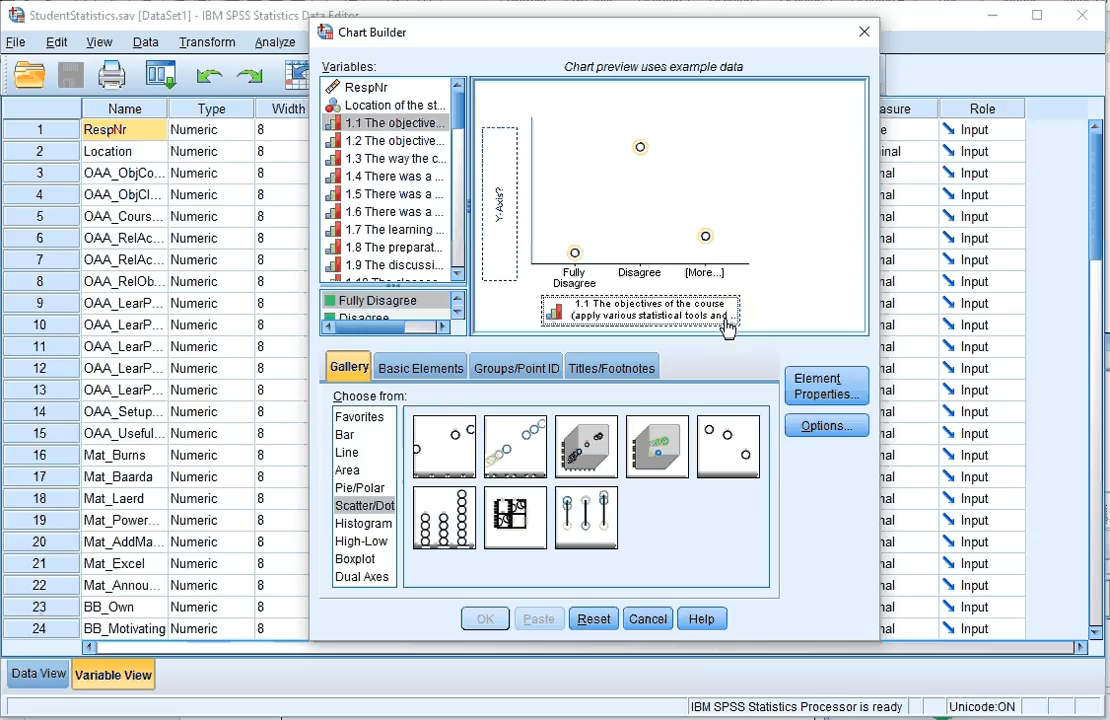 StudentStatistics.sav [DataSet1] - IBM SPSS Statistics Data Editor
File Edit View Data Transform Analyze
Chart Builder
Variables:
RespNr
Location of the st...
1.1 The objective...
1.2 The objective...
1.3 The way the c...
1.4 There was a ...
1.5 There was a ...
1.6 There was a ...
1.7 The learning ...
1.8 The preparat...
1.9 The discussi...
Fully Disagree
Disagree
Chart preview uses example data
Y-Axis?
Fully Disagree [More...]
Disagree
1.1 The objectives of the course
(apply various statistical tools and ...
Gallery Basic Elements Groups/Point ID Titles/Footnotes
Choose from:
Favorites
Bar
Line
Area
Pie/Polar
Scatter/Dot
Histogram
High-Low
Boxplot
Dual Axes
Element
Properties...
Options...
OK Paste Reset Cancel Help
Name Type Width asure Role
1 RespNr Numeric 8 e Input
2 Location Numeric 8 inal Input
3 OAA_ObjCo... Numeric 8 nal Input
4 OAA_ObjCl... Numeric 8 nal Input
5 OAA_Cours... Numeric 8 nal Input
6 OAA_RelAc... Numeric 8 nal Input
7 OAA_RelAc... Numeric 8 nal Input
8 OAA_RelOb... Numeric 8 nal Input
9 OAA_LearP... Numeric 8 nal Input
10 OAA_LearP... Numeric 8 nal Input
11 OAA_LearP... Numeric 8 nal Input
12 OAA_LearP... Numeric 8 nal Input
13 OAA_LearP... Numeric 8 nal Input
14 OAA_Setup... Numeric 8 nal Input
15 OAA_Useful... Numeric 8 nal Input
16 Mat_Burns Numeric 8 nal Input
17 Mat_Baarda Numeric 8 nal Input
18 Mat_Laerd Numeric 8 nal Input
19 Mat_Power... Numeric 8 nal Input
20 Mat_AddMa... Numeric 8 nal Input
21 Mat_Excel Numeric 8 nal Input
22 Mat_Annou... Numeric 8 nal Input
23 BB_Own Numeric 8 nal Input
24 BB_Motivating Numeric 8 nal Input
Data View Variable View
IBM SPSS Statistics Processor is ready Unicode:ON